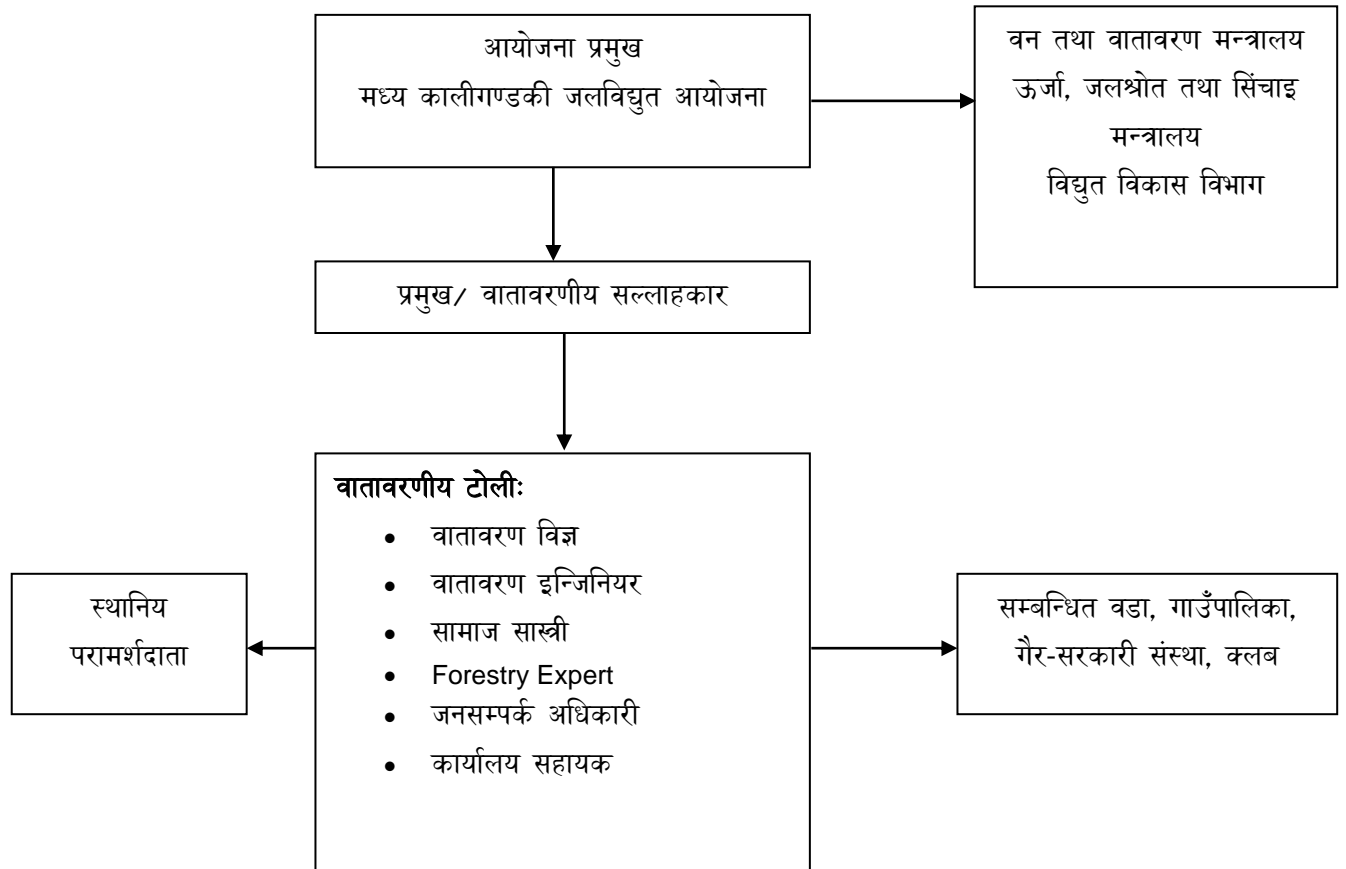 आयोजना प्रमुख
मध्य कालीगण्डकी जलविद्युत आयोजना
वन तथा वातावरण मन्त्रालय
ऊर्जा, जलश्रोत तथा सिंचाइ
मन्त्रालय
विद्युत विकास विभाग
प्रमुख/ वातावरणीय सल्लाहकार
वातावरणीय टोलीः
• वातावरण विज्ञ
• वातावरण इन्जिनियर
• सामाज सास्त्री
• Forestry Expert
• जनसम्पर्क अधिकारी
• कार्यालय सहायक
स्थानिय
परामर्शदाता
सम्बन्धित वडा, गाउँपालिका,
गैर-सरकारी संस्था, क्लब